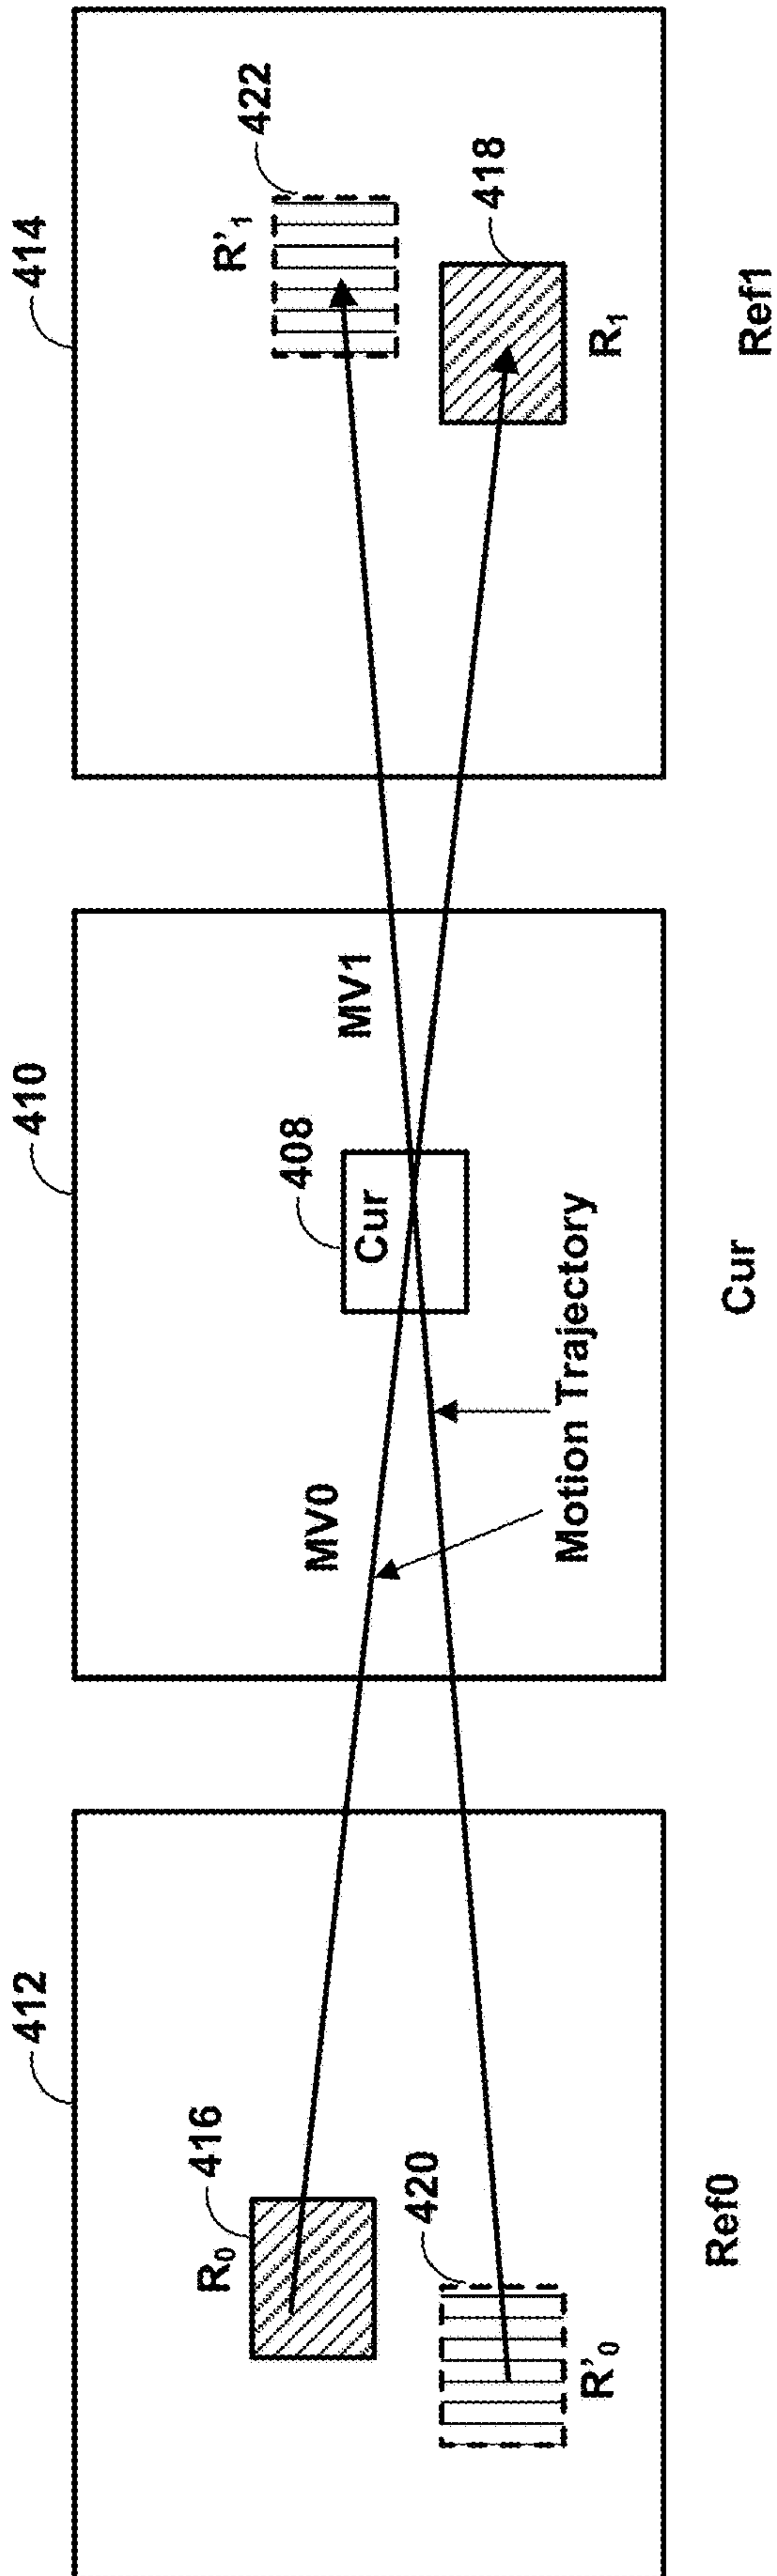 412
410
414
R₀
416
420
R'₀
MV0
Motion Trajectory
408
Cur
MV1
R'₁
422
418
R₁
Ref0
Cur
Ref1